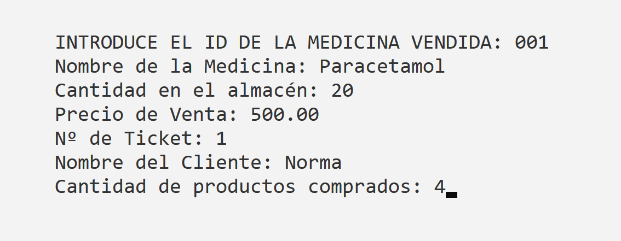 INTRODUCE EL ID DE LA MEDICINA VENDIDA: 001
Nombre de la Medicina: Paracetamol
Cantidad en el almacén: 20
Precio de Venta: 500.00
Nº de Ticket: 1
Nombre del Cliente: Norma
Cantidad de productos comprados: 4